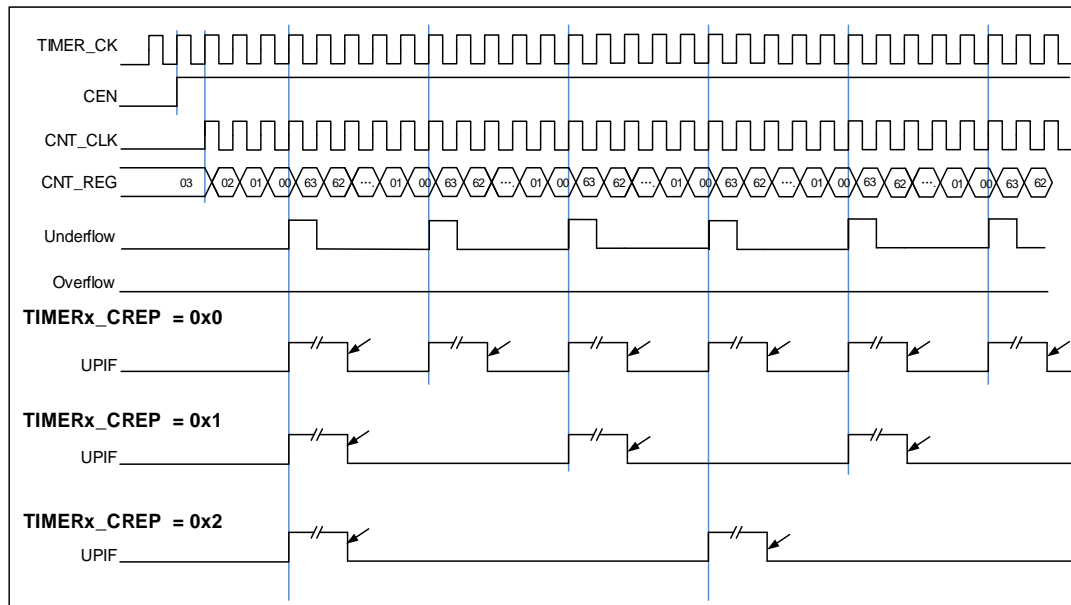 TIMER_CK
CEN
CNT_CLK
CNT_REG 03 02 01 00 63 62 .... 01 00 63 62 .... 01 00 63 62 .... 01 00 63 62 .... 01 00 63 62 .... 01 00 63 62
Underflow
Overflow
TIMERx_CREP = 0x0
UPIF
TIMERx_CREP = 0x1
UPIF
TIMERx_CREP = 0x2
UPIF